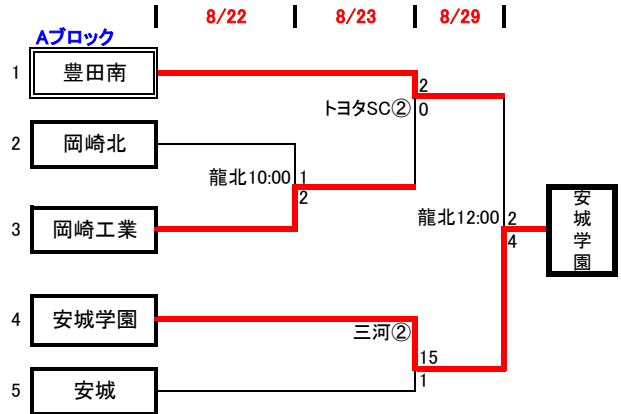 8/22 8/23 8/29
Aブロック
1 豊田南
2
トヨタSC② 0
2 岡崎北
龍北10:00 1
2
3 岡崎工業
龍北12:00 2
4
安城学園
4 安城学園
三河② 15
1
5 安城